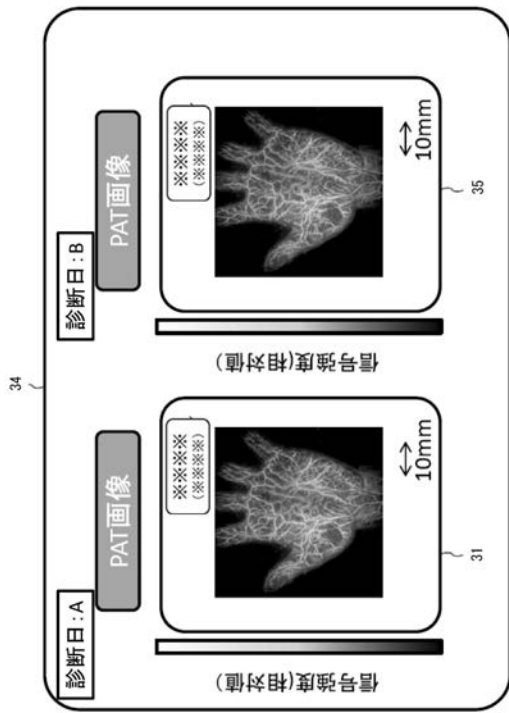 34
診断日：A
PAT画像
信号強度(相対値)
※※※※
(※※※※)
10mm
31
診断日：B
PAT画像
信号強度(相対値)
※※※※
(※※※※)
10mm
35